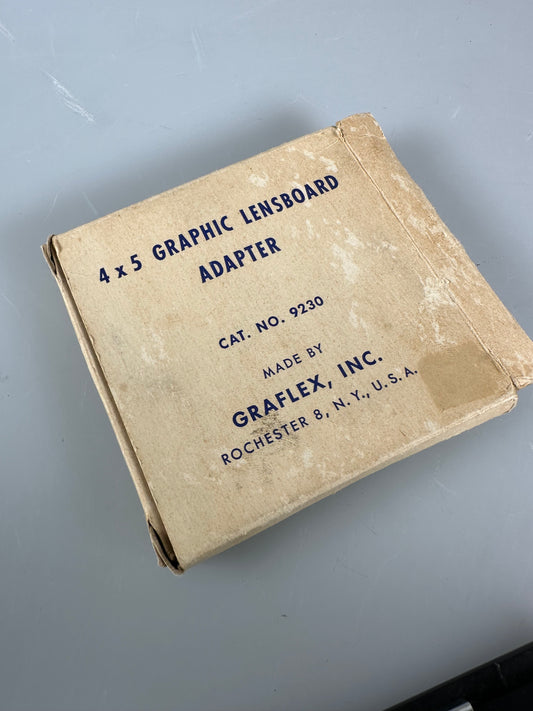 4 x 5 GRAPHIC LENSBOARD
ADAPTER
CAT. NO. 9230
MADE BY
GRAFLEX, INC.
ROCHESTER 8, N.Y., U.S.A.